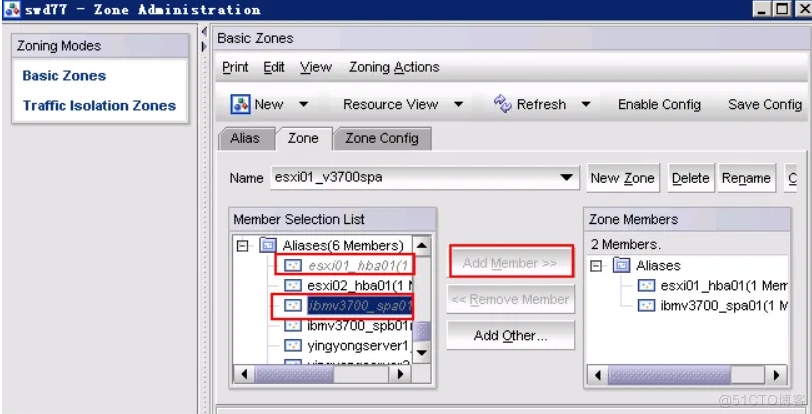 swd77 - Zone Administration
Zoning Modes
Basic Zones
Traffic Isolation Zones
Basic Zones
Print Edit View Zoning Actions
New Resource View Refresh Enable Config Save Config
Alias Zone Zone Config
Name esxi01_v3700spa New Zone Delete Rename C
Member Selection List
Aliases(6 Members)
esxi01_hba01(1
esxi02_hba01(1 M
ibmv3700_spa01
ibmv3700_spb01
yingyongserver1_
Add Member >>
<< Remove Member
Add Other...
Zone Members
2 Members.
Aliases
esxi01_hba01(1 Mem
ibmv3700_spa01(1 M
@51CTO博客